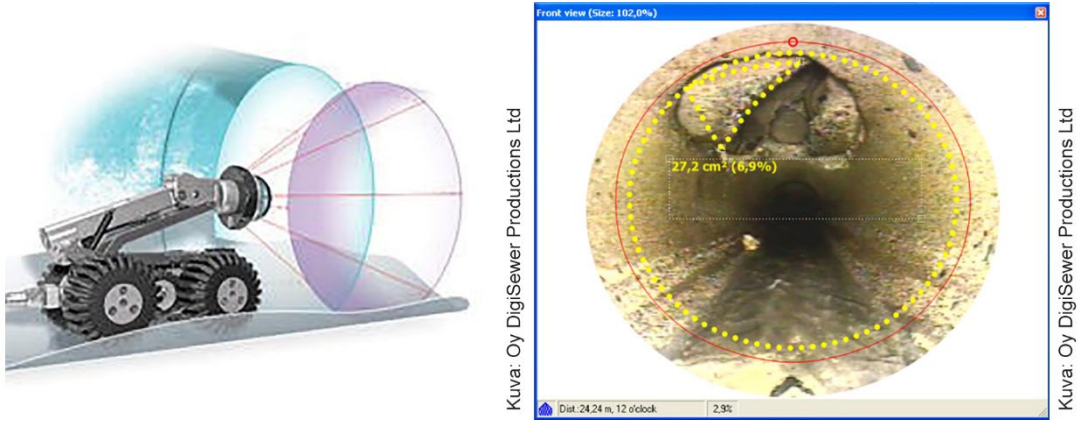 Kuva: Oy DigiSewer Productions Ltd
Front view (Size: 102,0%)
27,2 cm² (6,9%)
Dist.:24,24 m, 12 o'clock
2,9%
Kuva: Oy DigiSewer Productions Ltd